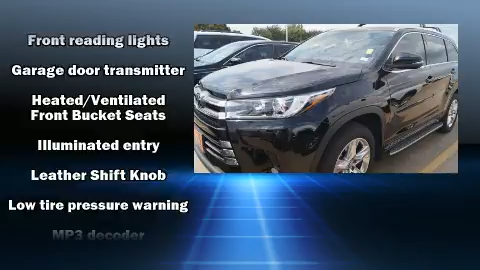 Front reading lights
Garage door transmitter
Heated/Ventilated
Front Bucket Seats
Illuminated entry
Leather Shift Knob
Low tire pressure warning
MP3 decoder